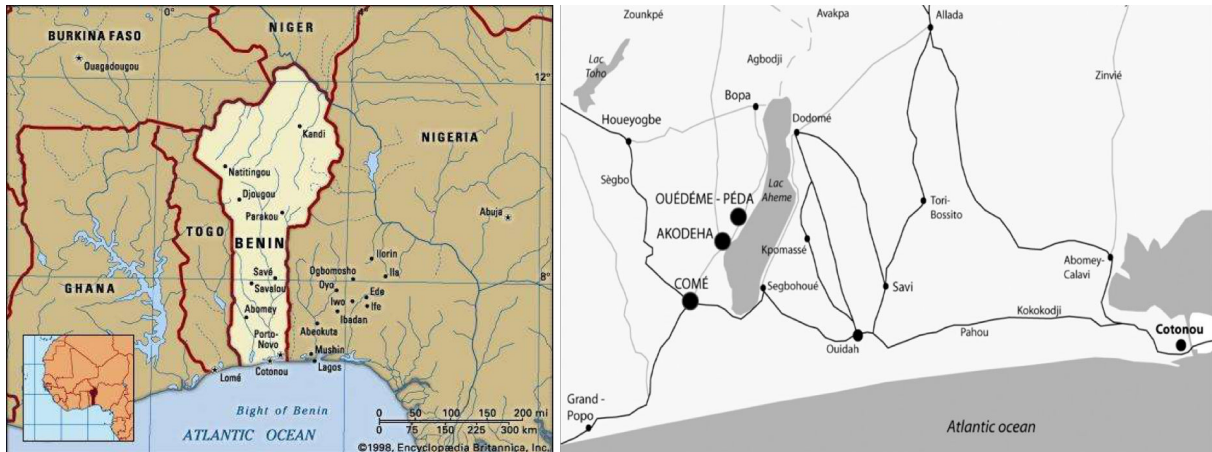 BURKINA FASO
Ouagadougou
NIGER
0°
4°
12°
Kandi
NIGERIA
Natitingou
Djougou
Parakou
Abuja
TOGO
BENIN
Ilorin
Ogbomosho
Ila
8°
GHANA
Savé
Savalou
Oyo
Ede
Iwo
Ife
Ibadan
Abomey
Abeokuta
Porto-
Novo
Mushin
Lomé
Cotonou
Lagos
Bight of Benin
ATLANTIC OCEAN
0 50 100 150 200 mi
0 75 150 225 300 km
©1998, Encyclopædia Britannica, Inc.
Zounkpé
Avakpa
Allada
Lac
Toho
Agbodji
Zinvié
Bopa
Houeyogbe
Dodomé
Sègbo
Lac
Aheme
OUÉDÉME - PÉDA
Tori-
Bossito
AKODEHA
Kpomassé
Abomey-
Calavi
COMÉ
Segbohoué
Savi
Kokokodji
Cotonou
Pahou
Ouidah
Grand -
Popo
Atlantic ocean